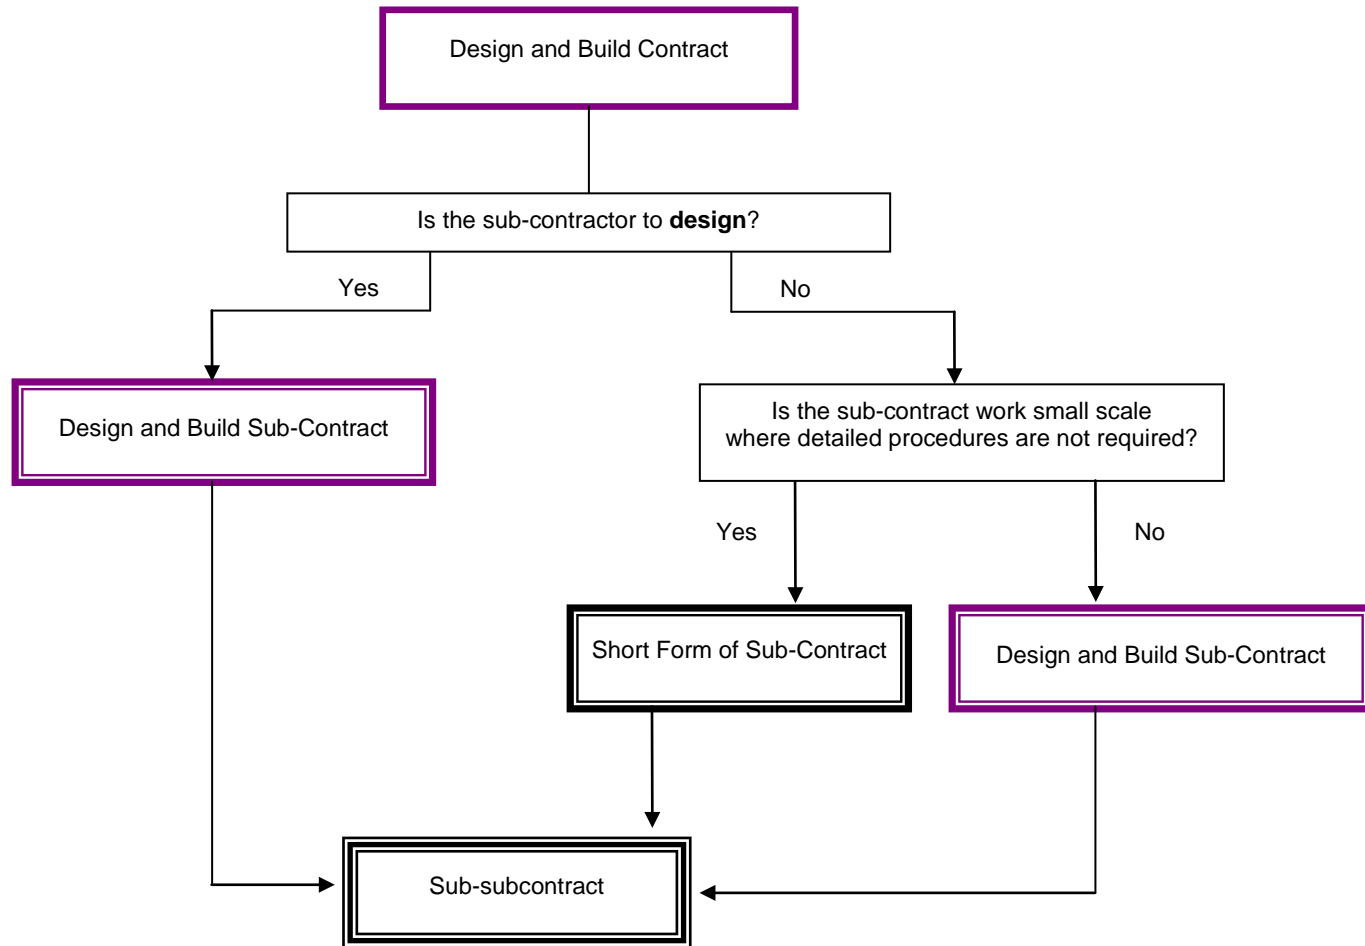 Design and Build Contract
Is the sub-contractor to design?
Yes
No
Design and Build Sub-Contract
Is the sub-contract work small scale
where detailed procedures are not required?
Yes
No
Short Form of Sub-Contract
Design and Build Sub-Contract
Sub-subcontract